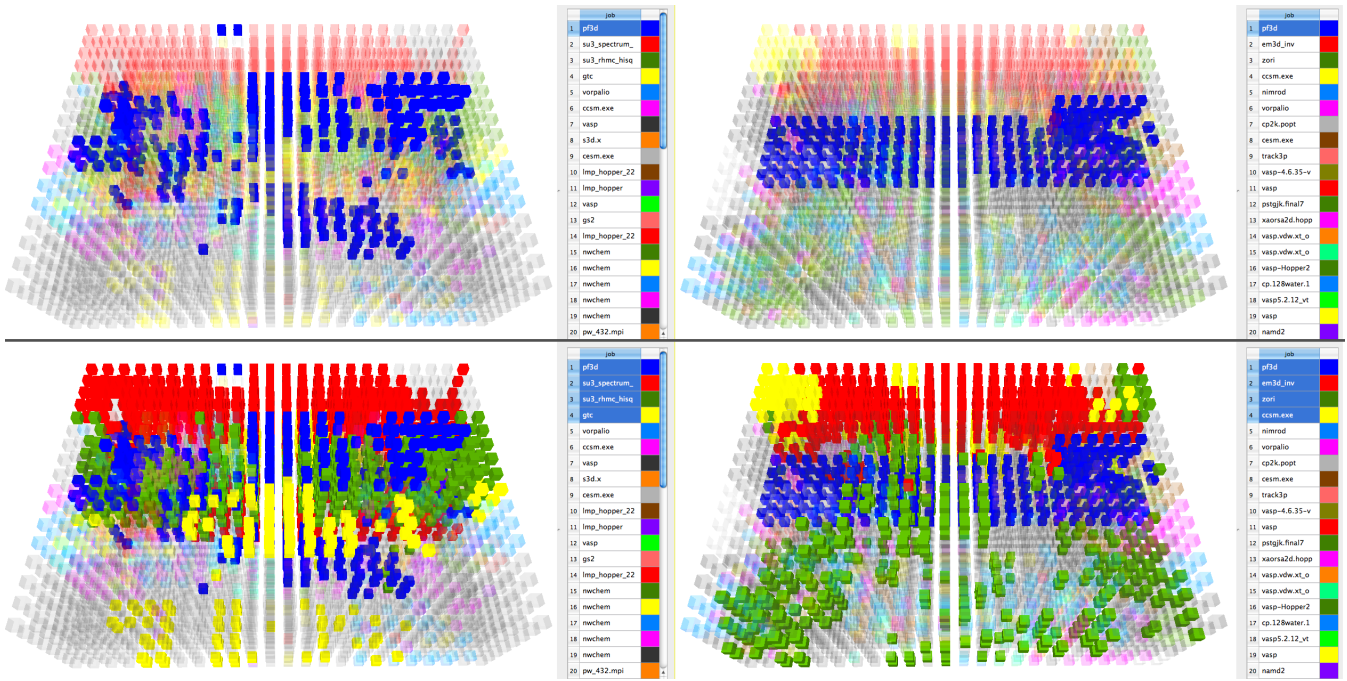 job
1 pf3d
2 su3_spectrum_
3 su3_rhmc_hisq
4 gtc
5 vorpalio
6 ccsm.exe
7 vasp
8 s3d.x
9 cesm.exe
10 lmp_hopper_22
11 lmp_hopper
12 vasp
13 gs2
14 lmp_hopper_22
15 nwchem
16 nwchem
17 nwchem
18 nwchem
19 nwchem
20 pw_432.mpi
job
1 pf3d
2 em3d_inv
3 zori
4 ccsm.exe
5 nimrod
6 vorpalio
7 cp2k.popt
8 cesm.exe
9 track3p
10 vasp-4.6.35-v
11 vasp
12 pstgjk.final7
13 xaorsa2d.hopp
14 vasp.vdw.xt_o
15 vasp.vdw.xt_o
16 vasp-Hopper2
17 cp.128water.1
18 vasp5.2.12_vt
19 vasp
20 namd2
job
1 pf3d
2 su3_spectrum_
3 su3_rhmc_hisq
4 gtc
5 vorpalio
6 ccsm.exe
7 vasp
8 s3d.x
9 cesm.exe
10 lmp_hopper_22
11 lmp_hopper
12 vasp
13 gs2
14 lmp_hopper_22
15 nwchem
16 nwchem
17 nwchem
18 nwchem
19 nwchem
20 pw_432.mpi
job
1 pf3d
2 em3d_inv
3 zori
4 ccsm.exe
5 nimrod
6 vorpalio
7 cp2k.popt
8 cesm.exe
9 track3p
10 vasp-4.6.35-v
11 vasp
12 pstgjk.final7
13 xaorsa2d.hopp
14 vasp.vdw.xt_o
15 vasp.vdw.xt_o
16 vasp-Hopper2
17 cp.128water.1
18 vasp5.2.12_vt
19 vasp
20 namd2